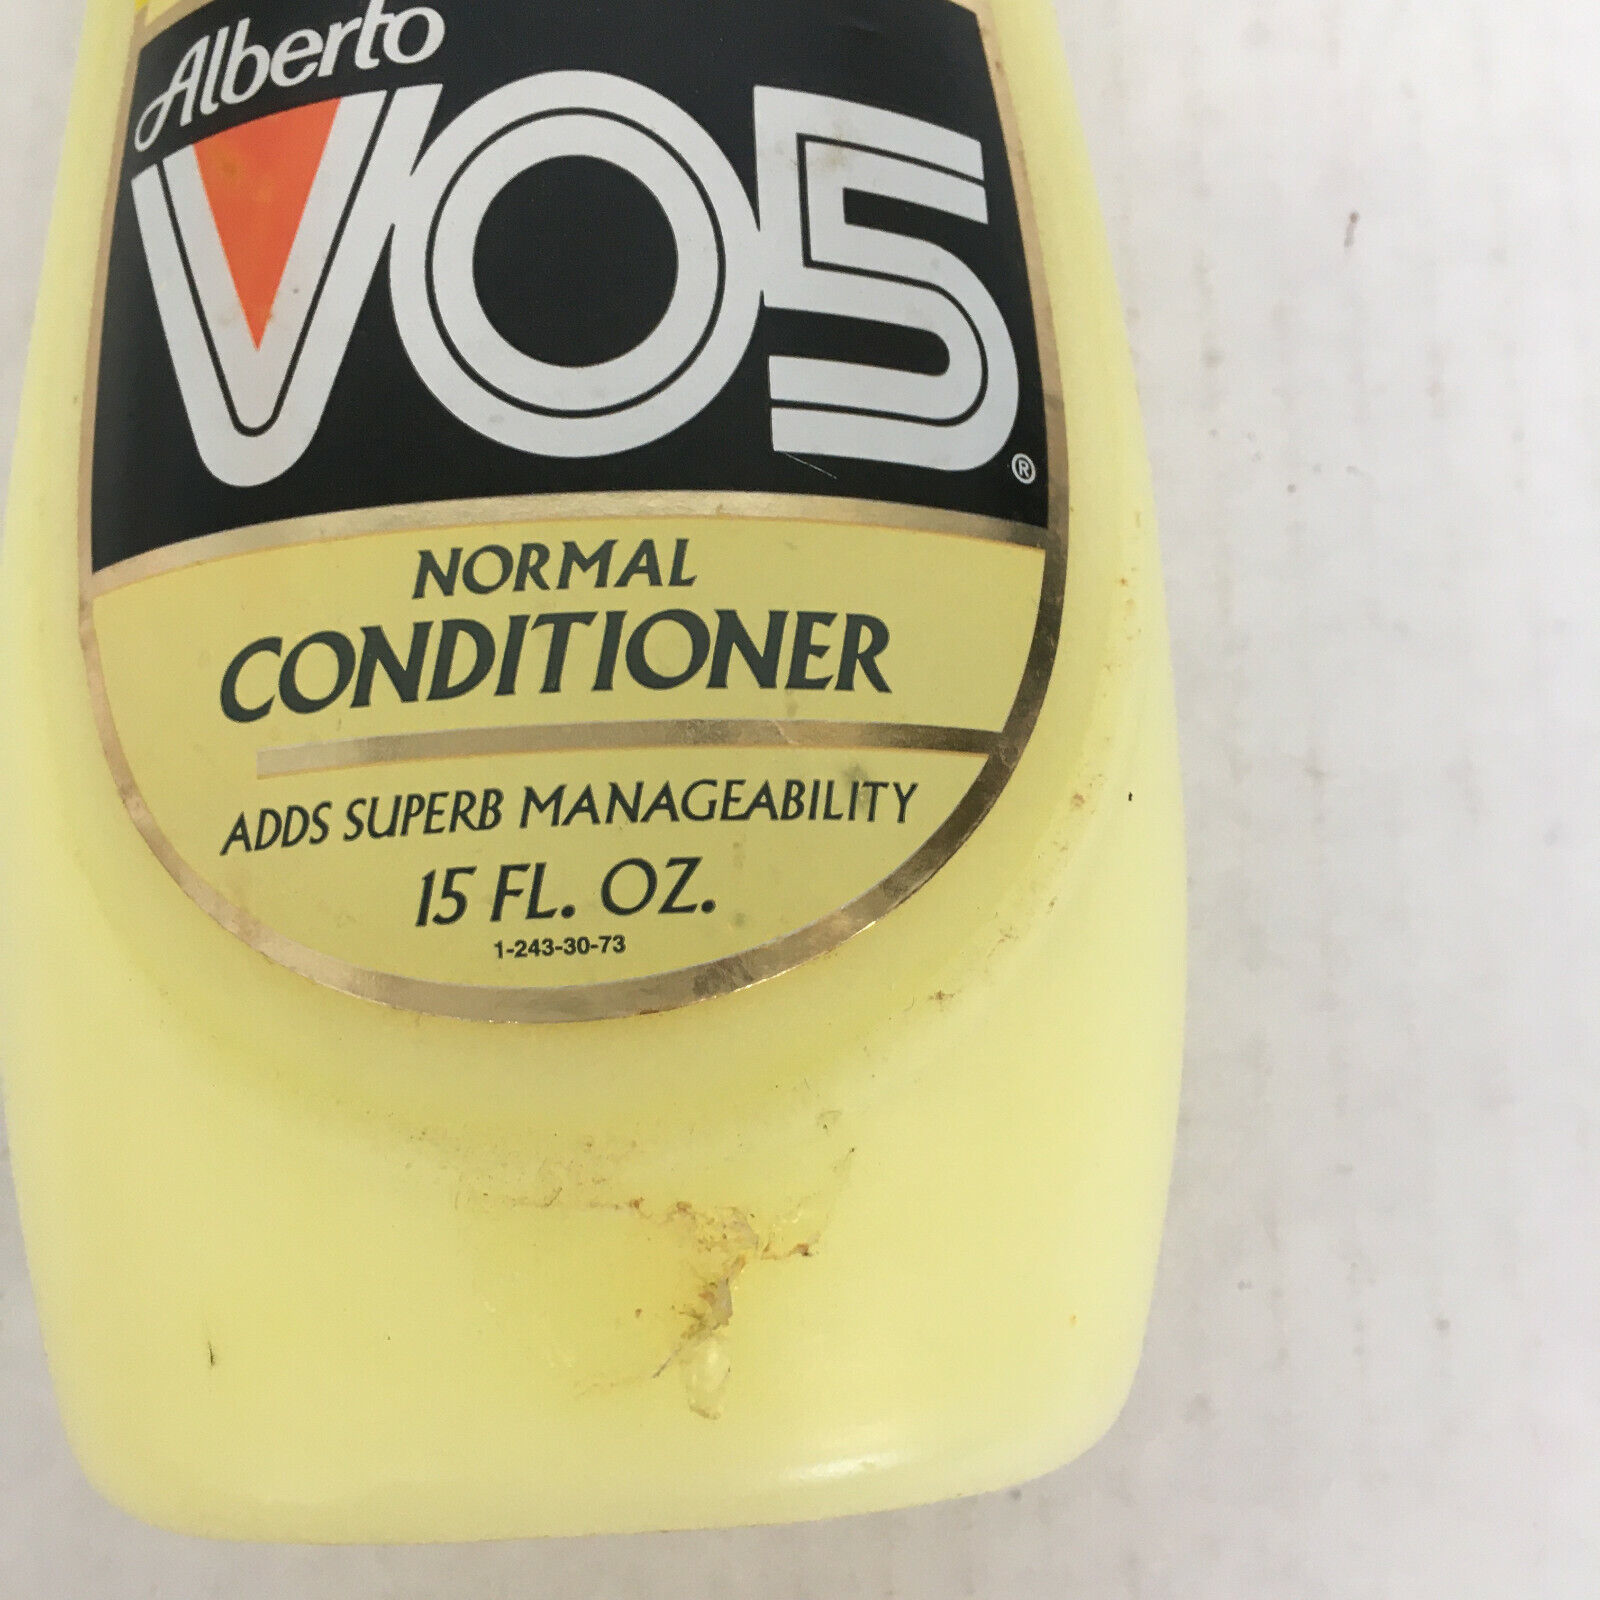 Alberto
VO5®
NORMAL
CONDITIONER
ADDS SUPERB MANAGEABILITY
15 FL. OZ.
1-243-30-73